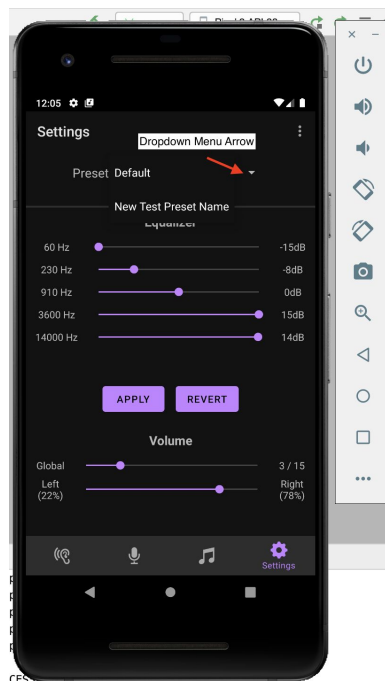 12:05
Settings
Dropdown Menu Arrow
Preset Default
New Test Preset Name
Equalizer
60 Hz -15dB
230 Hz -8dB
910 Hz 0dB
3600 Hz 15dB
14000 Hz 14dB
APPLY REVERT
Volume
Global 3 / 15
Left Right
(22%) (78%)
Settings